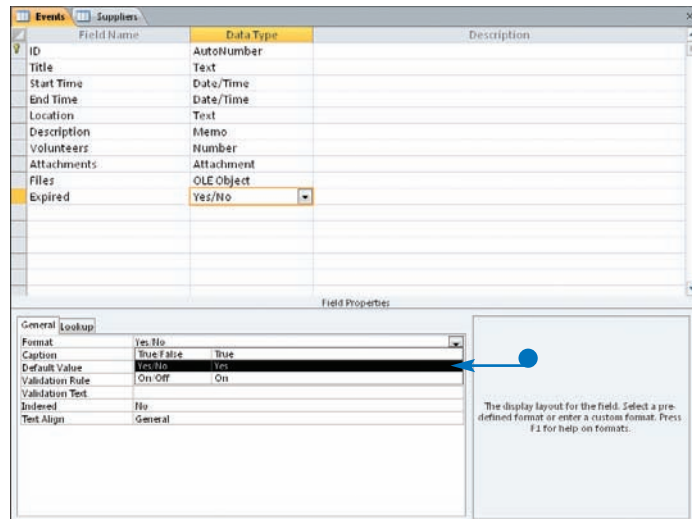 Events Suppliers
Field Name Data Type Description
ID AutoNumber
Title Text
Start Time Date/Time
End Time Date/Time
Location Text
Description Memo
Volunteers Number
Attachments Attachment
Files OLE Object
Expired Yes/No
Field Properties
General Lookup
Format Yes/No
Caption True/False True
Default Value Yes/No Yes
Validation Rule On/Off On
Validation Text
Indexed No
Text Align General
The display layout for the field. Select a pre-
defined format or enter a custom format. Press
F1 for help on formats.